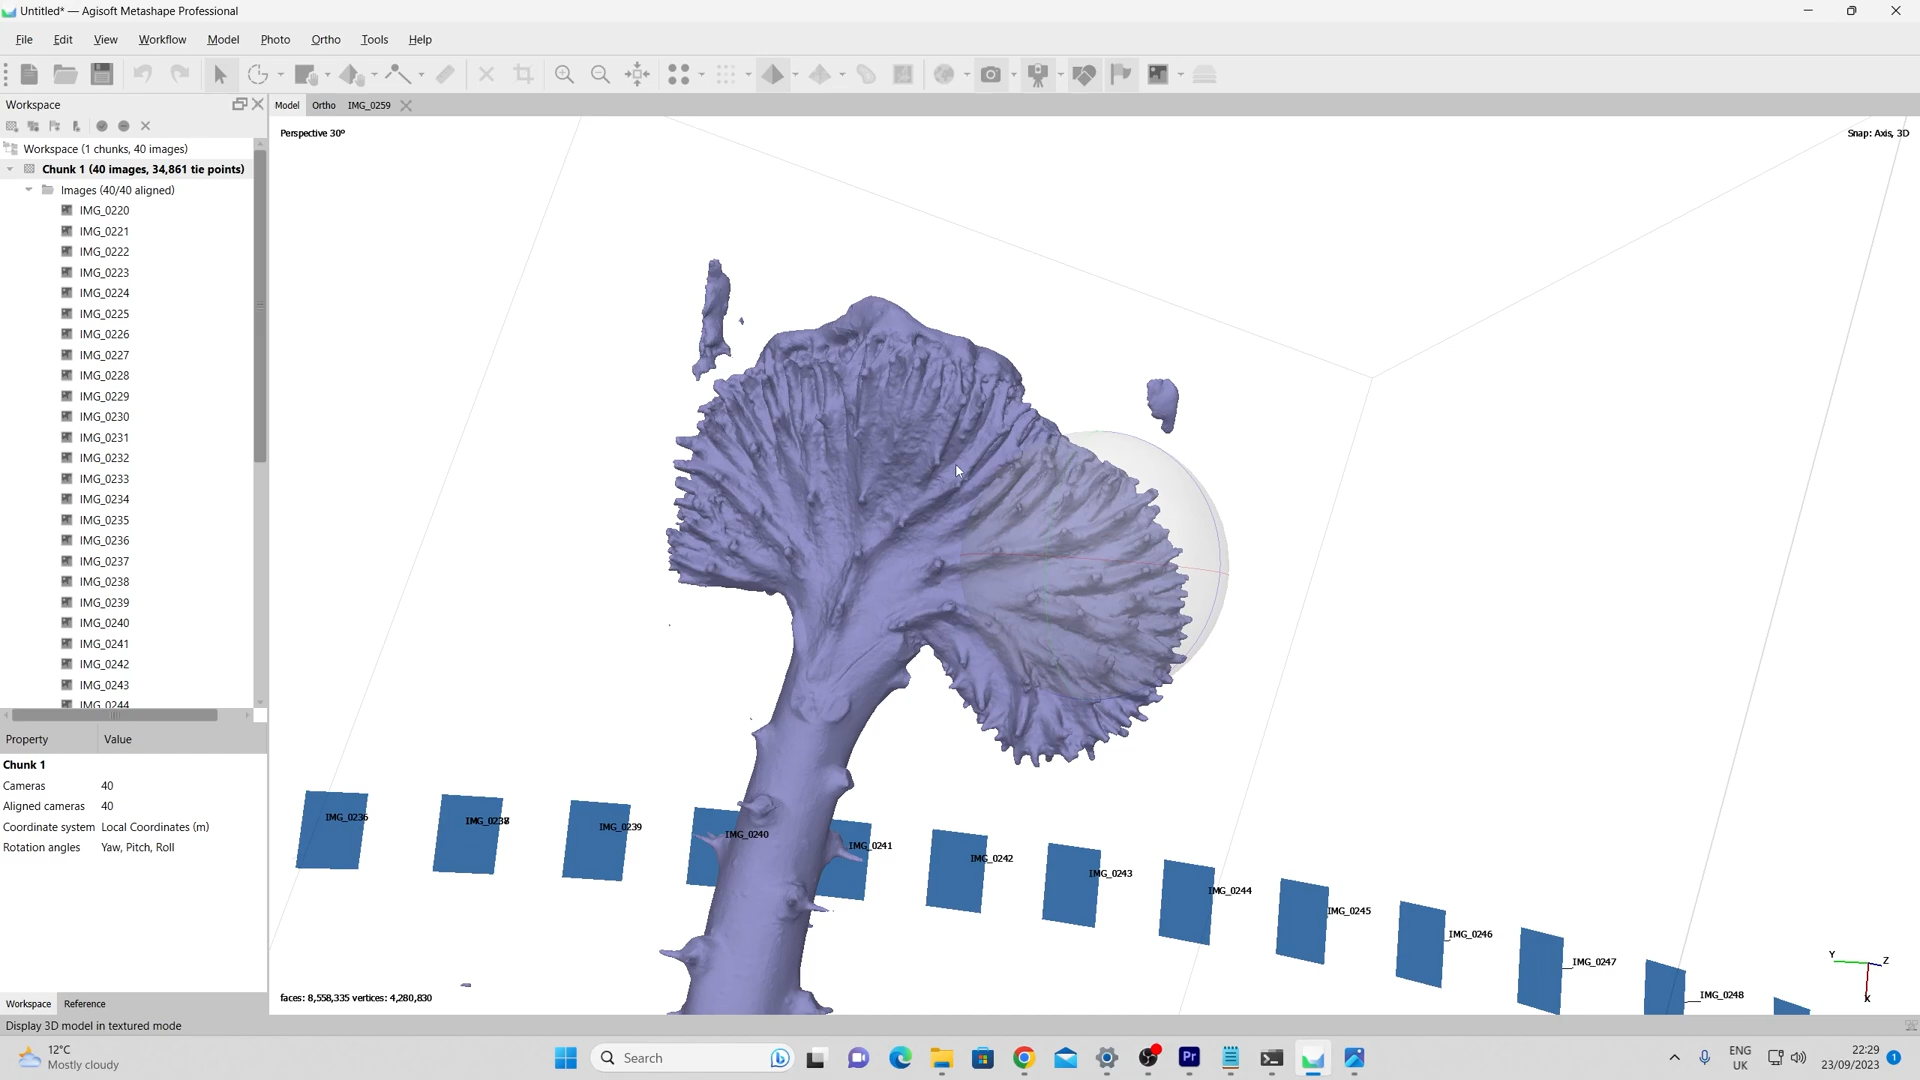 Untitled* — Agisoft Metashape Professional
File Edit View Workflow Model Photo Ortho Tools Help
Workspace
Model Ortho IMG_0259
Workspace (1 chunks, 40 images)
Chunk 1 (40 images, 34,861 tie points)
Images (40/40 aligned)
IMG_0220
IMG_0221
IMG_0222
IMG_0223
IMG_0224
IMG_0225
IMG_0226
IMG_0227
IMG_0228
IMG_0229
IMG_0230
IMG_0231
IMG_0232
IMG_0233
IMG_0234
IMG_0235
IMG_0236
IMG_0237
IMG_0238
IMG_0239
IMG_0240
IMG_0241
IMG_0242
IMG_0243
IMG_0244
Property Value
Chunk 1
Cameras 40
Aligned cameras 40
Coordinate system Local Coordinates (m)
Rotation angles Yaw, Pitch, Roll
Workspace Reference
Display 3D model in textured mode
Perspective 30°
Snap: Axis, 3D
IMG_0236
IMG_0239
IMG_0240
IMG_0241
IMG_0242
IMG_0243
IMG_0244
IMG_0245
IMG_0246
IMG_0247
IMG_0248
Y
Z
X
faces: 8,558,335 vertices: 4,280,830
12°C
Mostly cloudy
Search
Pr
ENG
UK
22:29
23/09/2023
1